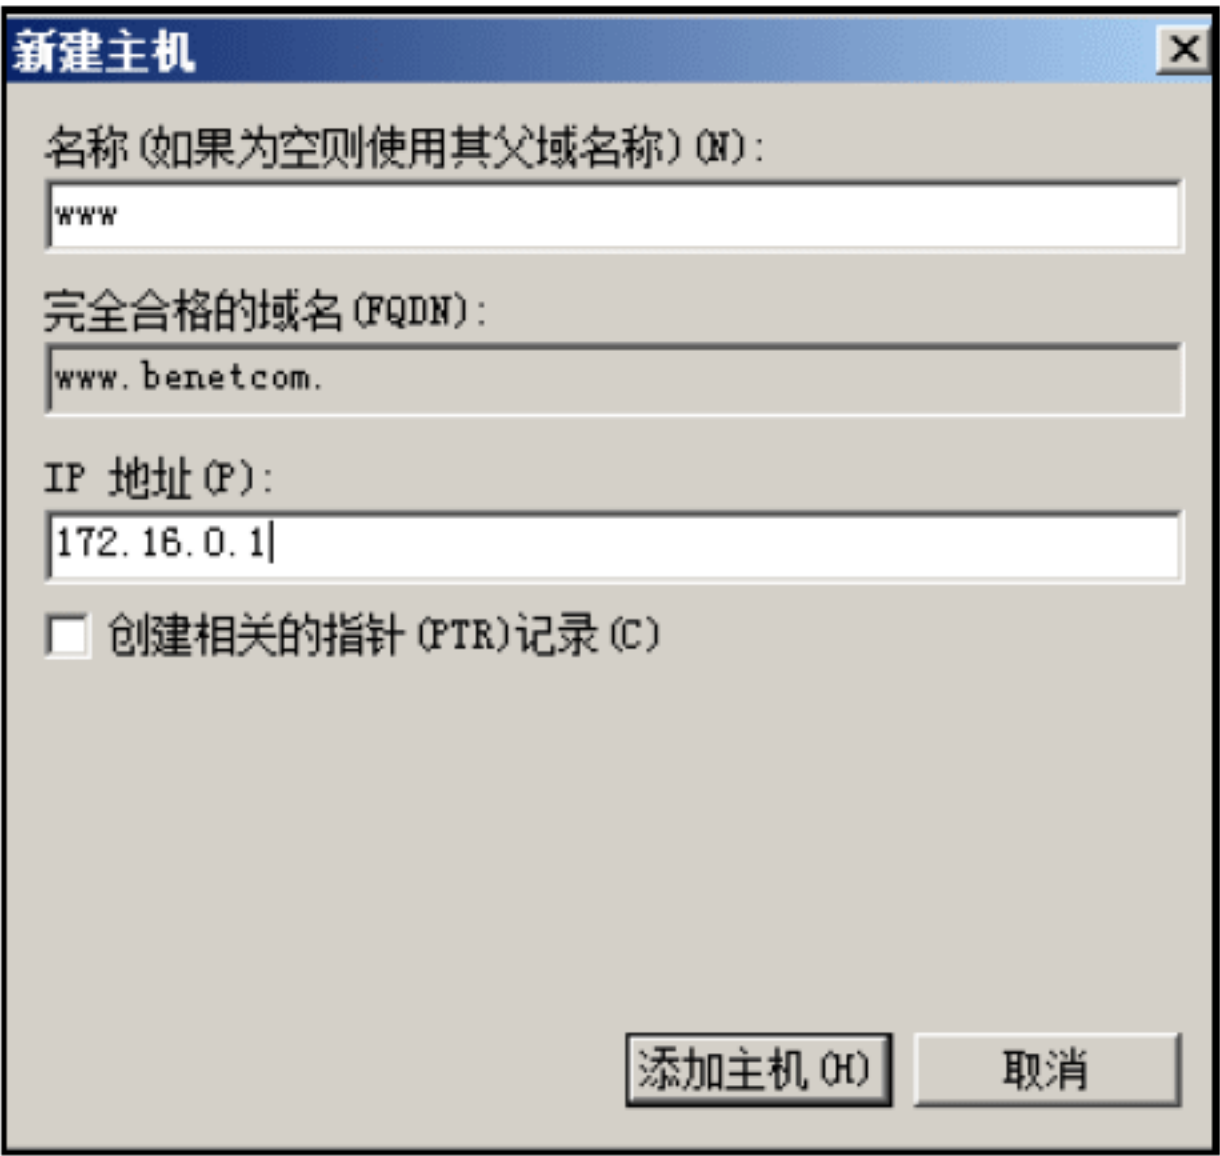 新建主机
名称(如果为空则使用其父域名称)(N):
www
完全合格的域名(FQDN):
www.benetcom.
IP 地址(P):
172.16.0.1
创建相关的指针(PTR)记录(C)
添加主机(H)
取消